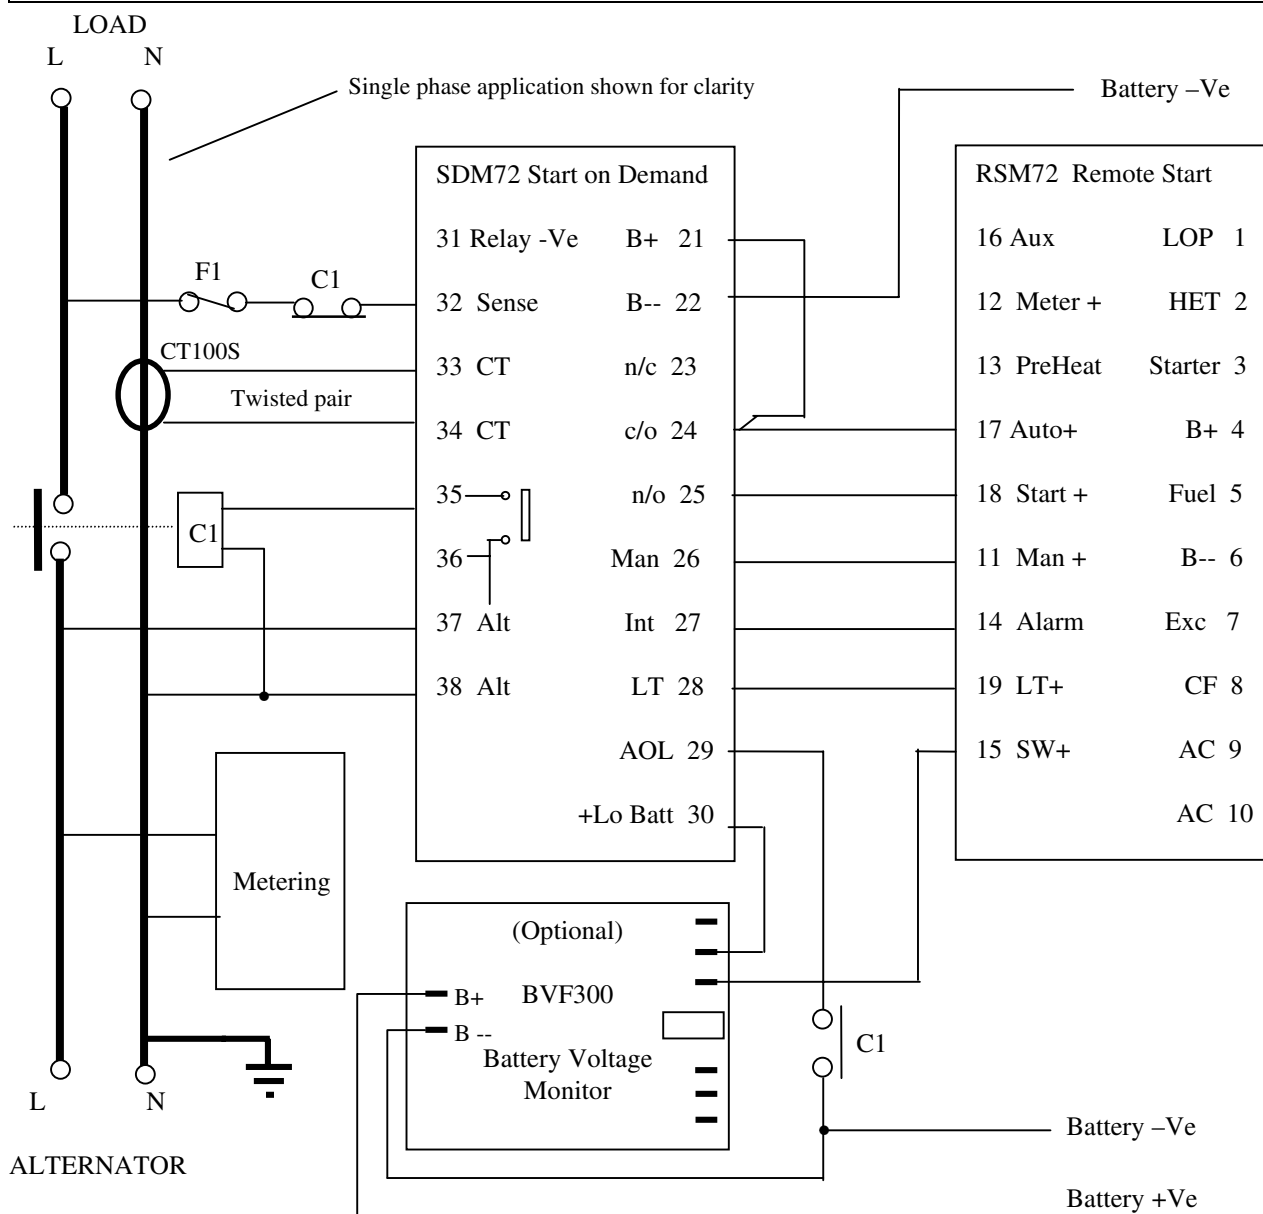 LOAD
L N
Single phase application shown for clarity
Battery –Ve
SDM72 Start on Demand
31 Relay -Ve B+ 21
32 Sense B-- 22
33 CT n/c 23
34 CT c/o 24
35 n/o 25
36 Man 26
37 Alt Int 27
38 Alt LT 28
AOL 29
+Lo Batt 30
RSM72 Remote Start
16 Aux LOP 1
12 Meter + HET 2
13 PreHeat Starter 3
17 Auto+ B+ 4
18 Start + Fuel 5
11 Man + B-- 6
14 Alarm Exc 7
19 LT+ CF 8
15 SW+ AC 9
AC 10
F1
C1
CT100S
Twisted pair
C1
Metering
(Optional)
B+ BVF300
B --
Battery Voltage
Monitor
C1
L N
ALTERNATOR
Battery –Ve
Battery +Ve